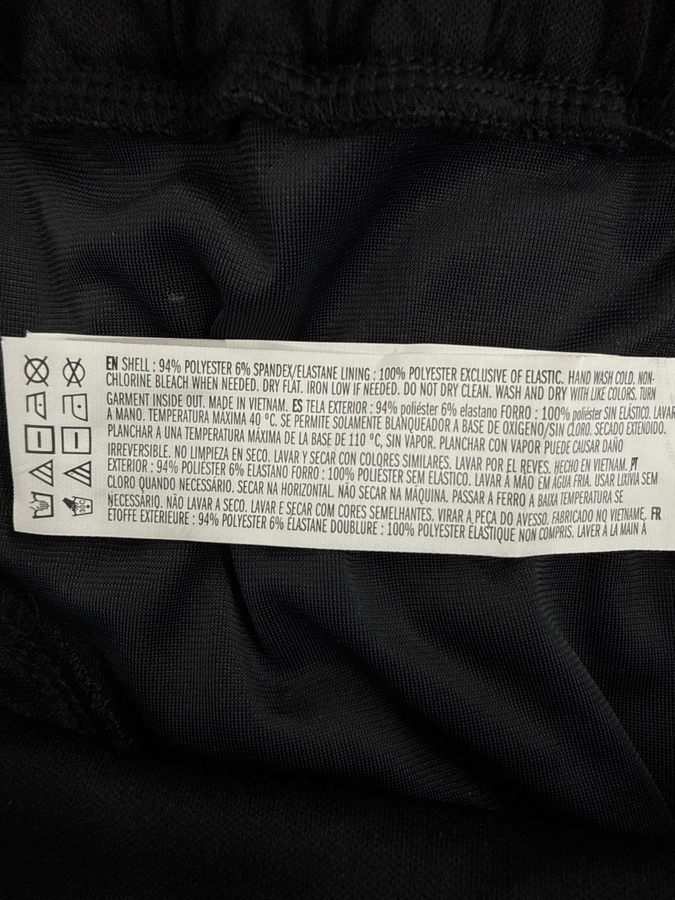 EN SHELL : 94% POLYESTER 6% SPANDEX/ELASTANE LINING : 100% POLYESTER EXCLUSIVE OF ELASTIC. HAND WASH COLD. NON-
CHLORINE BLEACH WHEN NEEDED. DRY FLAT. IRON LOW IF NEEDED. DO NOT DRY CLEAN. WASH AND DRY WITH LIKE COLORS. TURN
GARMENT INSIDE OUT. MADE IN VIETNAM. ES TELA EXTERIOR : 94% poliéster 6% elastano FORRO : 100% poliéster SIN ELÁSTICO. LAVAR
A MANO. TEMPERATURA MAXIMA 40 °C. SE PERMITE SOLAMENTE BLANQUEADOR A BASE DE OXIGENO/SIN CLORO. SECADO EXTENDIDO.
PLANCHAR A UNA TEMPERATURA MÁXIMA DE LA BASE DE 110 °C, SIN VAPOR. PLANCHAR CON VAPOR PUEDE CAUSAR DAÑO
IRREVERSIBLE. NO LIMPIEZA EN SECO. LAVAR Y SECAR CON COLORES SIMILARES. LAVAR POR EL REVES. HECHO EN VIETNAM. PT
EXTERIOR : 94% POLIÉSTER 6% ELASTANO FORRO : 100% POLIÉSTER SEM ELÁSTICO. LAVAR À MÃO EM ÁGUA FRIA. USAR LIXIVIA SEM
CLORO QUANDO NECESSÁRIO. SECAR NA HORIZONTAL. NÃO SECAR NA MÁQUINA. PASSAR A FERRO A BAIXA TEMPERATURA SE
NECESSÁRIO. NÃO LAVAR A SECO. LAVAR E SECAR COM CORES SEMELHANTES. VIRAR A PEÇA DO AVESSO. FABRICADO NO VIETNAME. FR
ÉTOFFE EXTÉRIEURE : 94% POLYESTER 6% ÉLASTANE DOUBLURE : 100% POLYESTER ÉLASTIQUE NON COMPRIS. LAVER À LA MAIN À